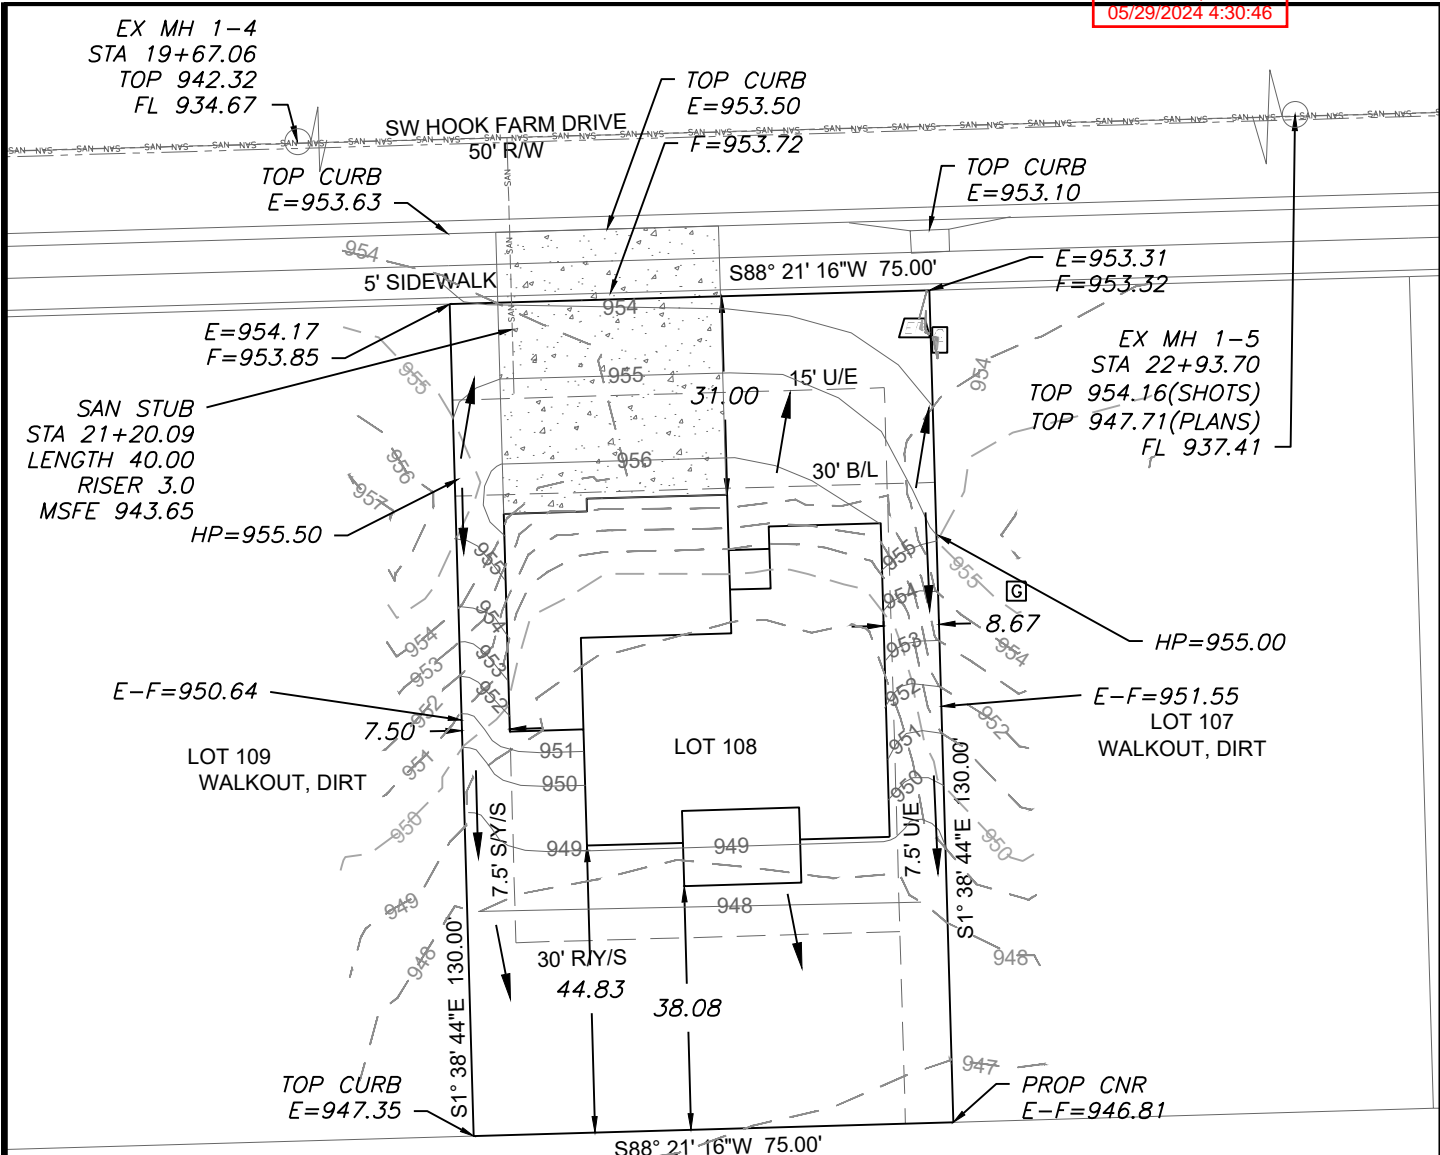 05/29/2024 4:30:46
EX MH 1-4
STA 19+67.06
TOP 942.32
FL 934.67
TOP CURB
E=953.50
SW HOOK FARM DRIVE
50' R/W
F=953.72
TOP CURB
E=953.63
TOP CURB
E=953.10
954
5' SIDEWALK
S88° 21' 16"W 75.00'
E=953.31
F=953.32
954
E=954.17
F=953.85
EX MH 1-5
STA 22+93.70
TOP 954.16(SHOTS)
TOP 947.71(PLANS)
FL 937.41
955
955
15' U/E
954
31.00
SAN STUB
STA 21+20.09
LENGTH 40.00
RISER 3.0
MSFE 943.65
956
956
30' B/L
957
HP=955.50
955
955
955
G
954
954
954
8.67
954
HP=955.00
953
953
953
E-F=950.64
952
952
952
952
E-F=951.55
7.50
LOT 107
WALKOUT, DIRT
LOT 109
WALKOUT, DIRT
951
951
951
LOT 108
950
950
950
950
S1° 38' 44"E 130.00'
7.5' U/E
7.5' S/Y/S
949
949
949
948
948
948
30' R/Y/S
44.83
38.08
S1° 38' 44"E 130.00'
947
TOP CURB
E=947.35
PROP CNR
E-F=946.81
S88° 21' 16"W 75.00'
SAN
SAN
SAN